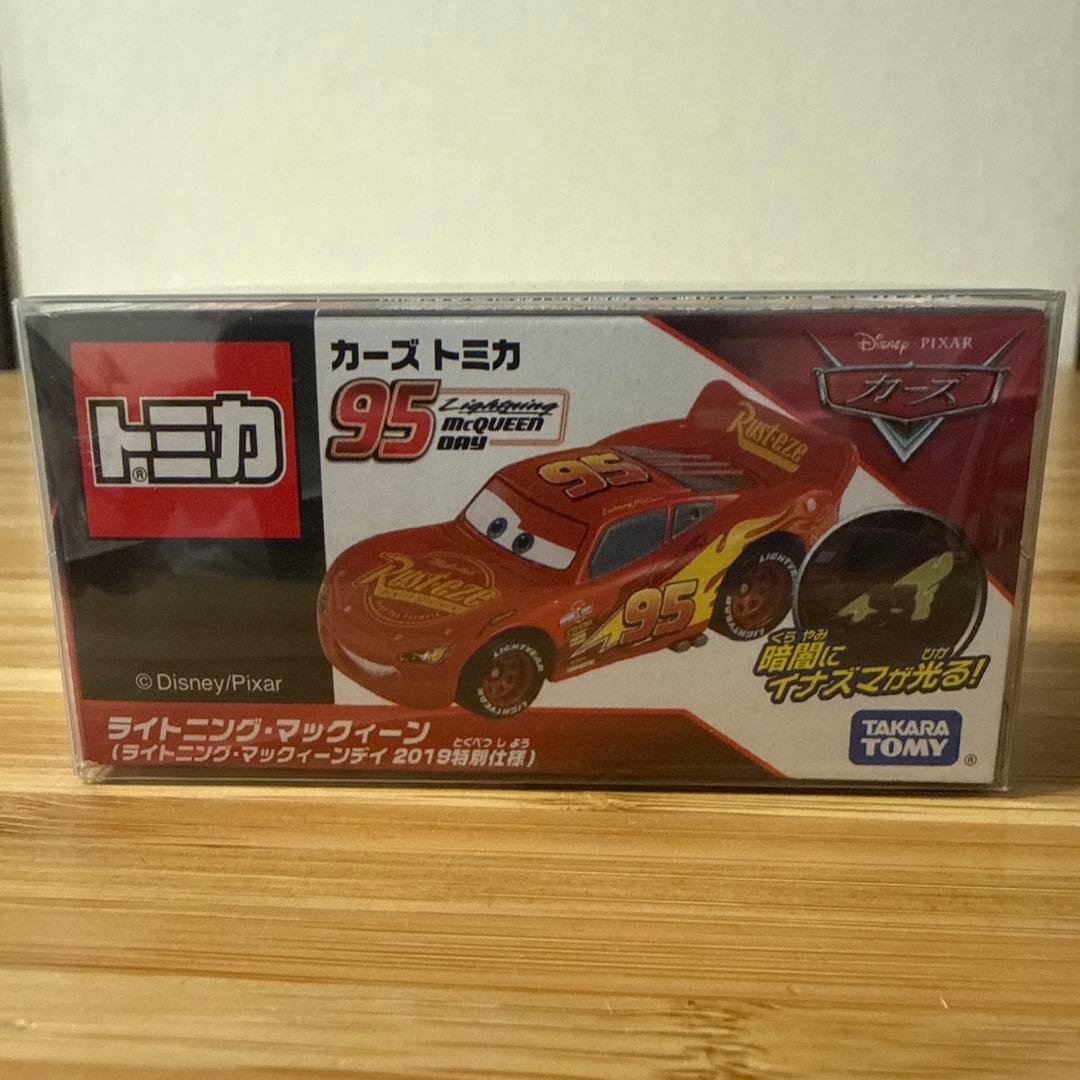 トミカ®
カーズ トミカ
95 Lightning
McQUEEN
DAY
Disney · PIXAR
カーズ
Rusteze
95
Rusteze
95
LIGHTYEAR
LIGHTYEAR
LIGHTYEAR
くら やみ
暗闇に
ひか
イナズマが光る!
© Disney/Pixar
ライトニング・マックィーン
とくべつ し よう
(ライトニング・マックィーンデイ 2019特別仕様)
TAKARA
TOMY®